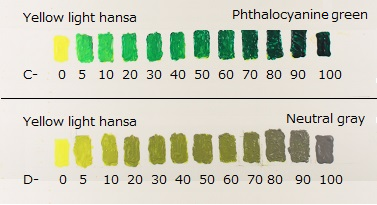 Yellow light hansa Phthalocyanine green
C- 0 5 10 20 30 40 50 60 70 80 90 100
Yellow light hansa Neutral gray
D- 0 5 10 20 30 40 50 60 70 80 90 100